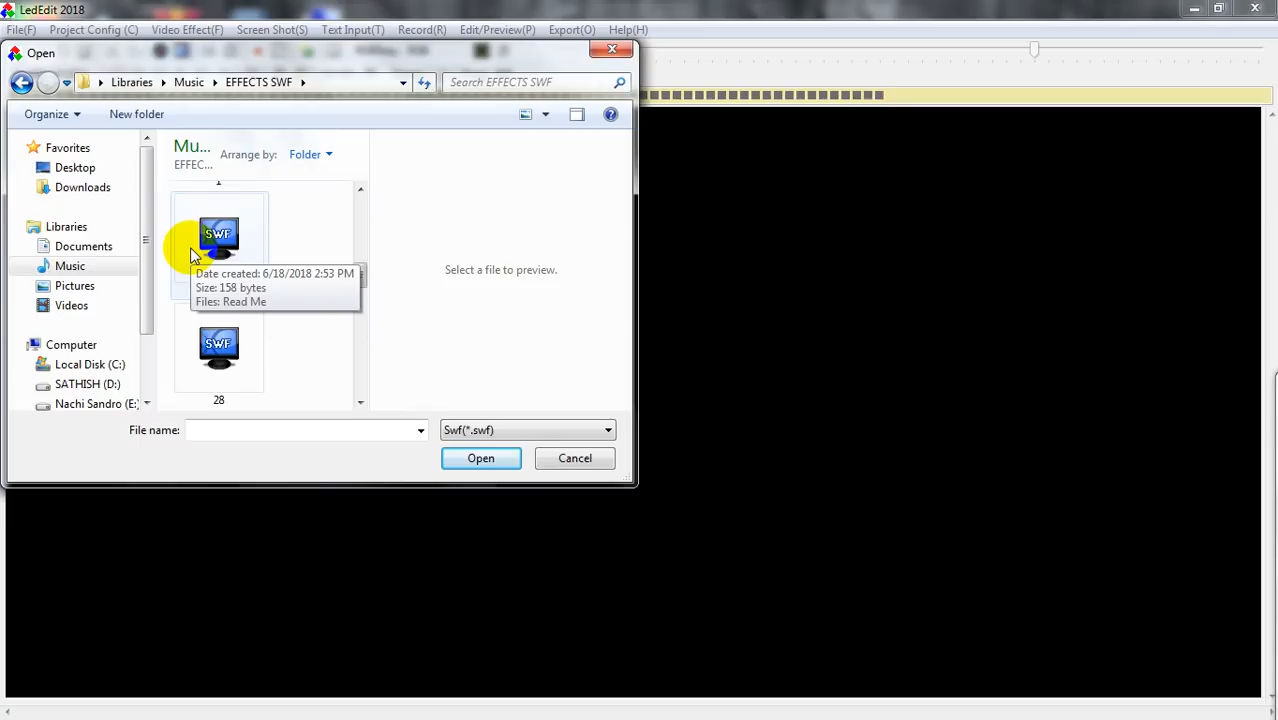 LedEdit 2018
File(F) Project Config (C) Video Effect(F) Screen Shot(S) Text Input(T) Record(R) Edit/Preview(P) Export(O) Help(H)
Open
Libraries Music EFFECTS SWF
Search EFFECTS SWF
Organize New folder
Favorites
Desktop
Downloads
Libraries
Documents
Music
Pictures
Videos
Computer
Local Disk (C:)
SATHISH (D:)
Nachi Sandro (E:)
Mu...
EFFEC...
Arrange by: Folder
1
SWF
Date created: 6/18/2018 2:53 PM
Size: 158 bytes
Files: Read Me
SWF
28
Select a file to preview.
File name:
Swf(*.swf)
Open Cancel